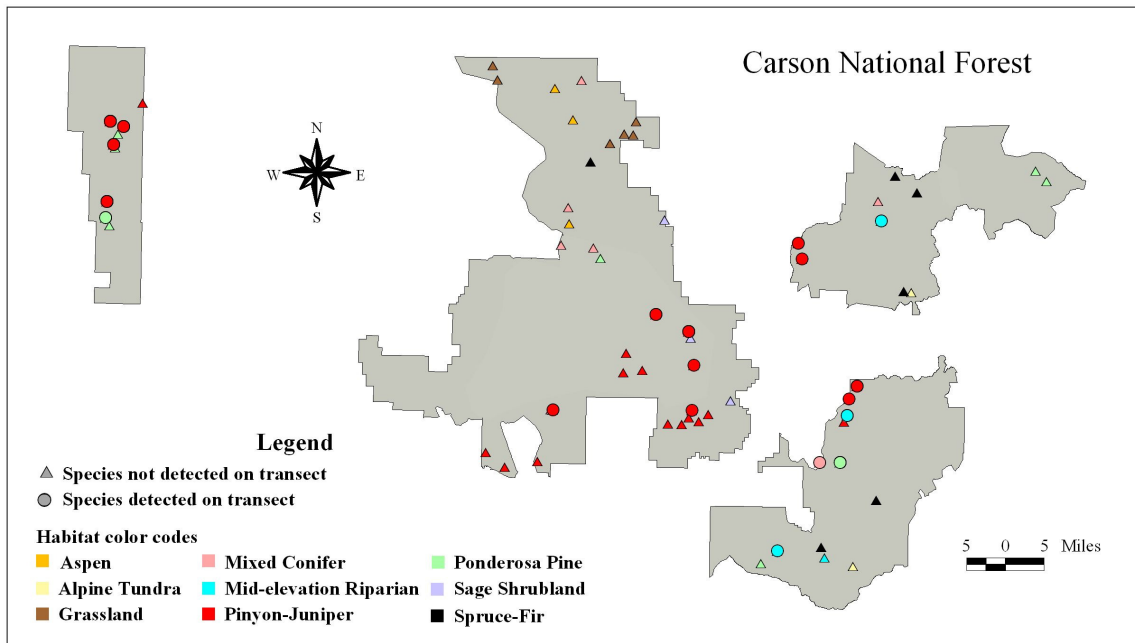 Carson National Forest
N
W E
S
Legend
Species not detected on transect
Species detected on transect
Habitat color codes
Aspen Mixed Conifer Ponderosa Pine
Alpine Tundra Mid-elevation Riparian Sage Shrubland
Grassland Pinyon-Juniper Spruce-Fir
5 0 5 Miles